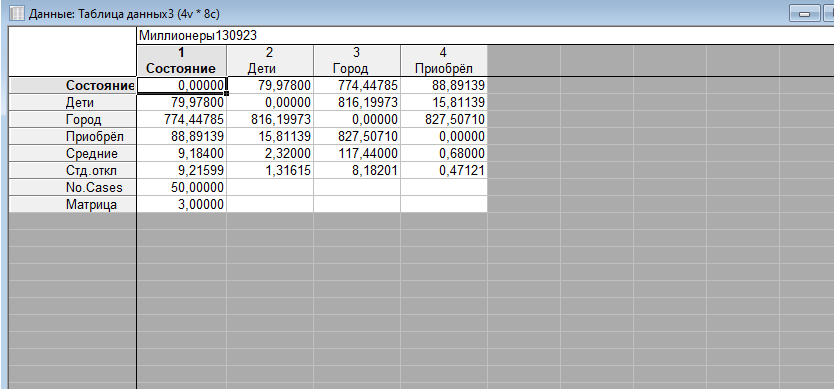 Данные: Таблица данных3 (4v * 8c)
Миллионеры130923
1 2 3 4
Состояние Дети Город Приобрёл
Состояние 0,00000 79,97800 774,44785 88,89139
Дети 79,97800 0,00000 816,19973 15,81139
Город 774,44785 816,19973 0,00000 827,50710
Приобрёл 88,89139 15,81139 827,50710 0,00000
Средние 9,18400 2,32000 117,44000 0,68000
Стд.откл 9,21599 1,31615 8,18201 0,47121
No.Cases 50,00000
Матрица 3,00000